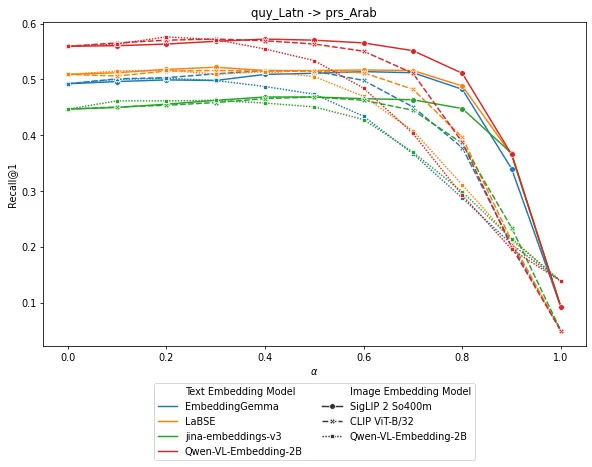 quy_Latn -> prs_Arab
Recall@1
0.6
0.5
0.4
0.3
0.2
0.1
0.0 0.2 0.4 0.6 0.8 1.0
α
Text Embedding Model Image Embedding Model
EmbeddingGemma SigLIP 2 So400m
LaBSE CLIP ViT-B/32
jina-embeddings-v3 Qwen-VL-Embedding-2B
Qwen-VL-Embedding-2B